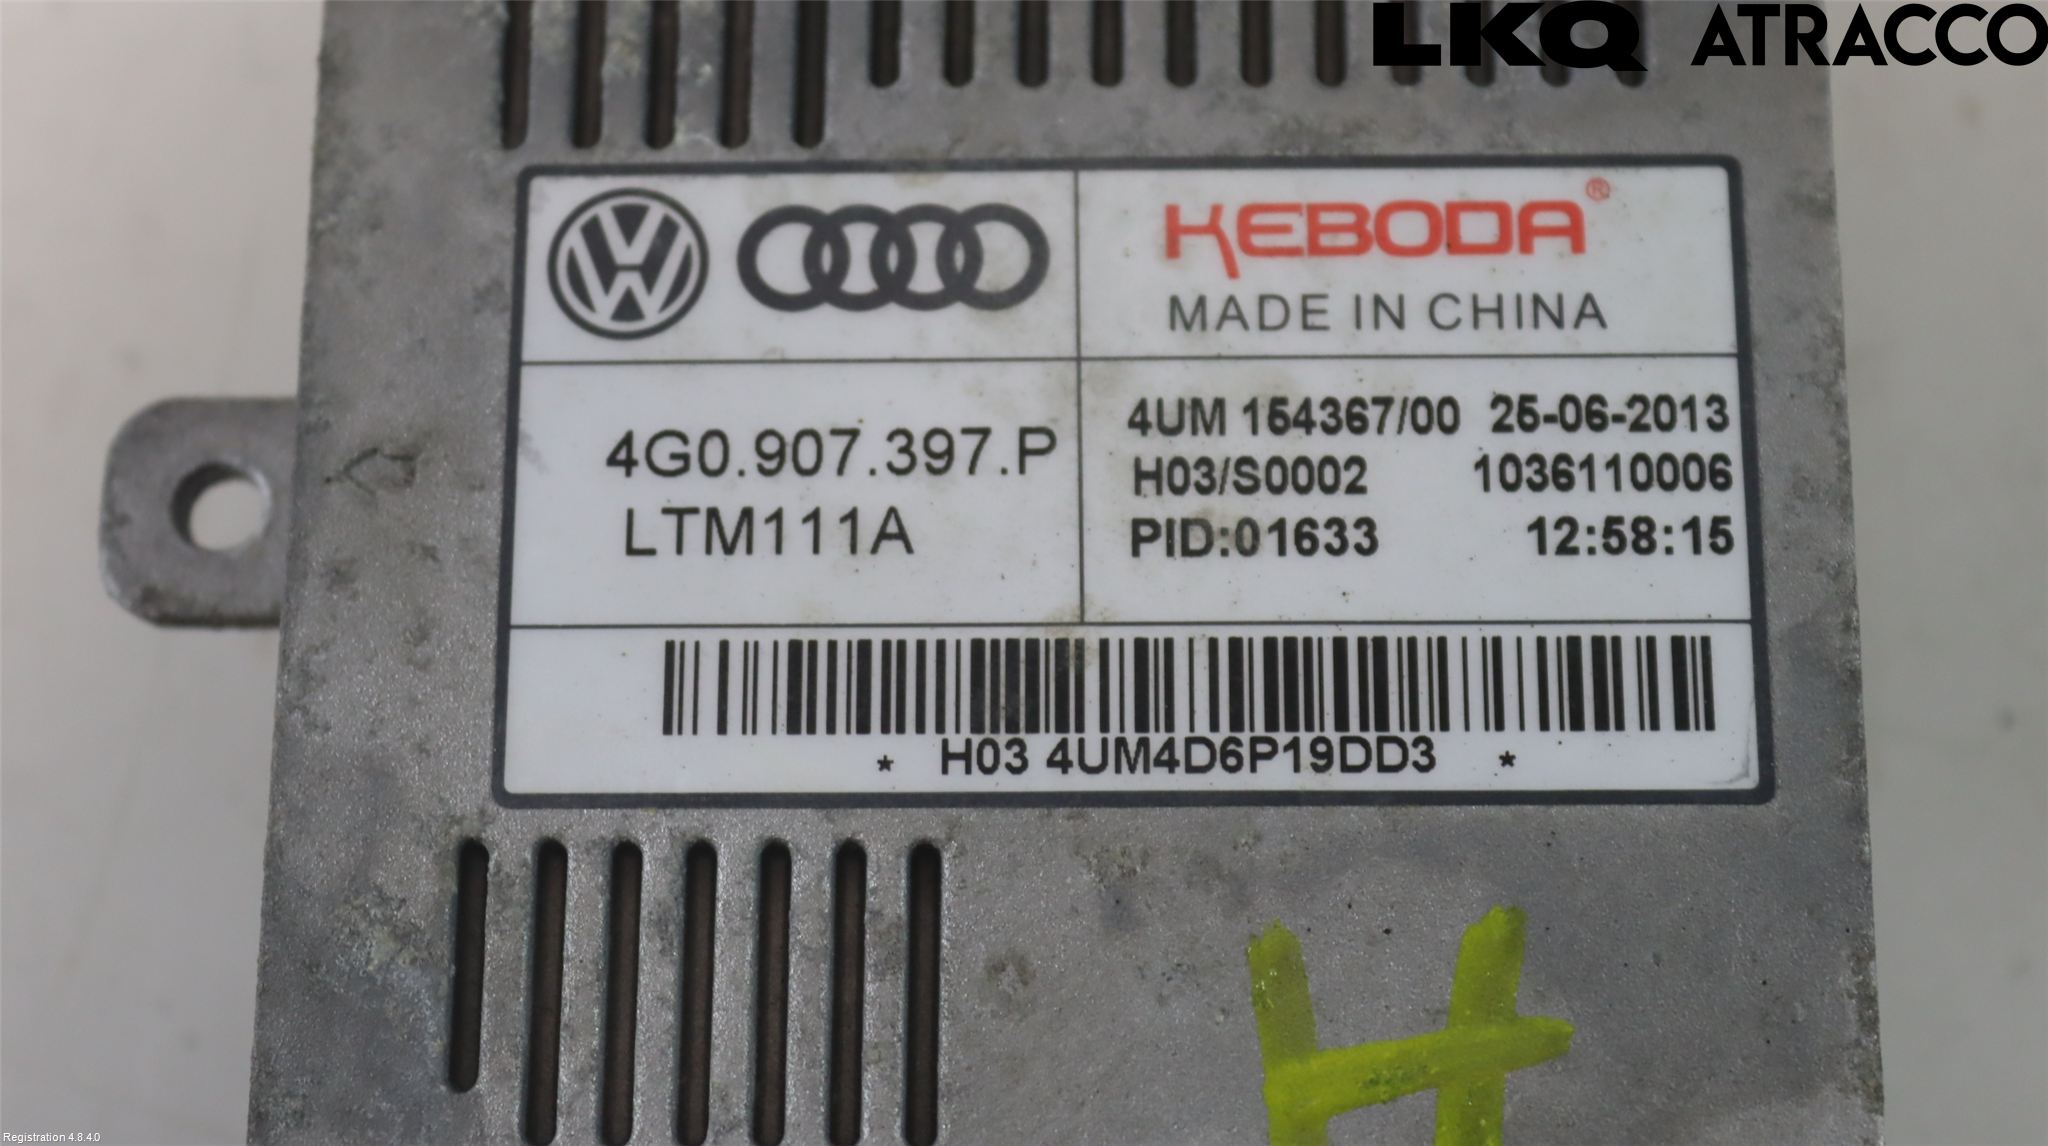 LKQ ATRACCO
KEBODA®
MADE IN CHINA
4G0.907.397.P
LTM111A
4UM 154367/00 25-06-2013
H03/S0002 1036110006
PID:01633 12:58:15
* H03 4UM4D6P19DD3 *
H
Registration 4.8.4.0